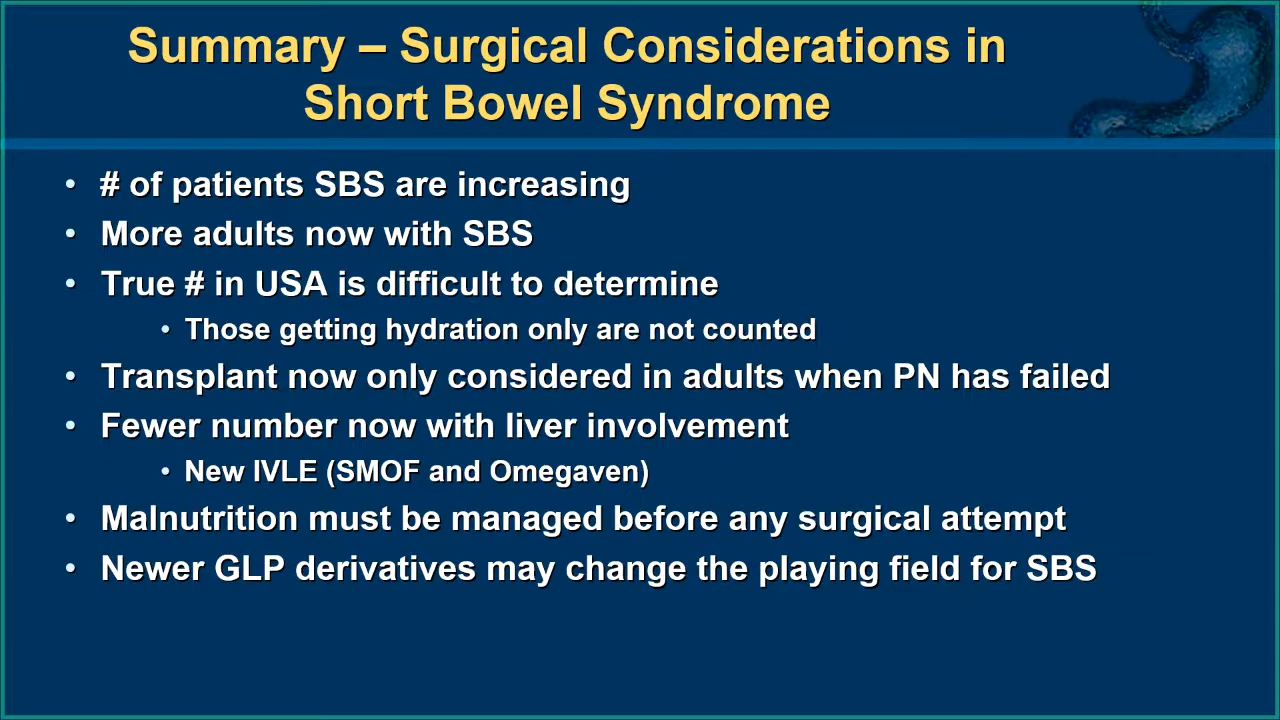 Summary – Surgical Considerations in
Short Bowel Syndrome
• # of patients SBS are increasing
• More adults now with SBS
• True # in USA is difficult to determine
• Those getting hydration only are not counted
• Transplant now only considered in adults when PN has failed
• Fewer number now with liver involvement
• New IVLE (SMOF and Omegaven)
• Malnutrition must be managed before any surgical attempt
• Newer GLP derivatives may change the playing field for SBS